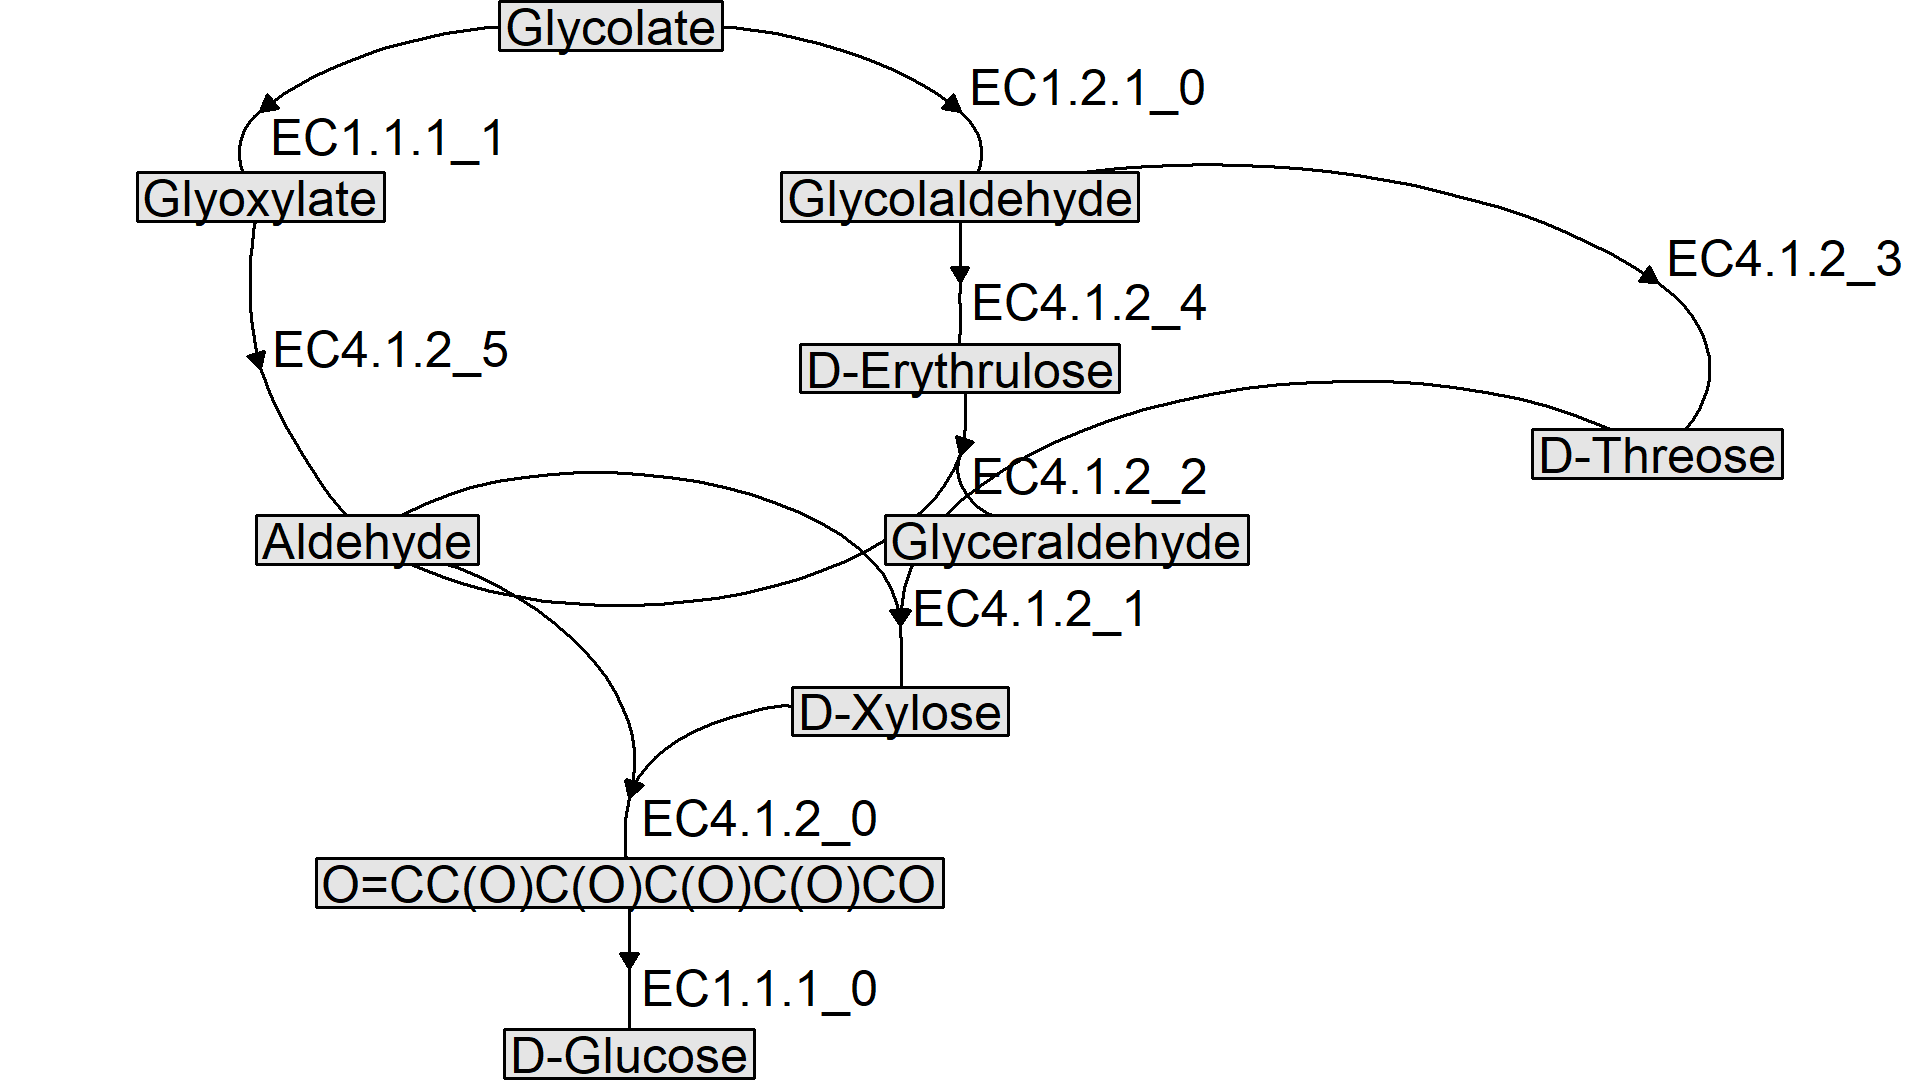 Glycolate
EC1.2.1_0
EC1.1.1_1
Glyoxylate
Glycolaldehyde
EC4.1.2_3
EC4.1.2_4
EC4.1.2_5
D-Erythrulose
D-Threose
EC4.1.2_2
Aldehyde
Glyceraldehyde
EC4.1.2_1
D-Xylose
EC4.1.2_0
O=CC(O)C(O)C(O)C(O)CO
EC1.1.1_0
D-Glucose